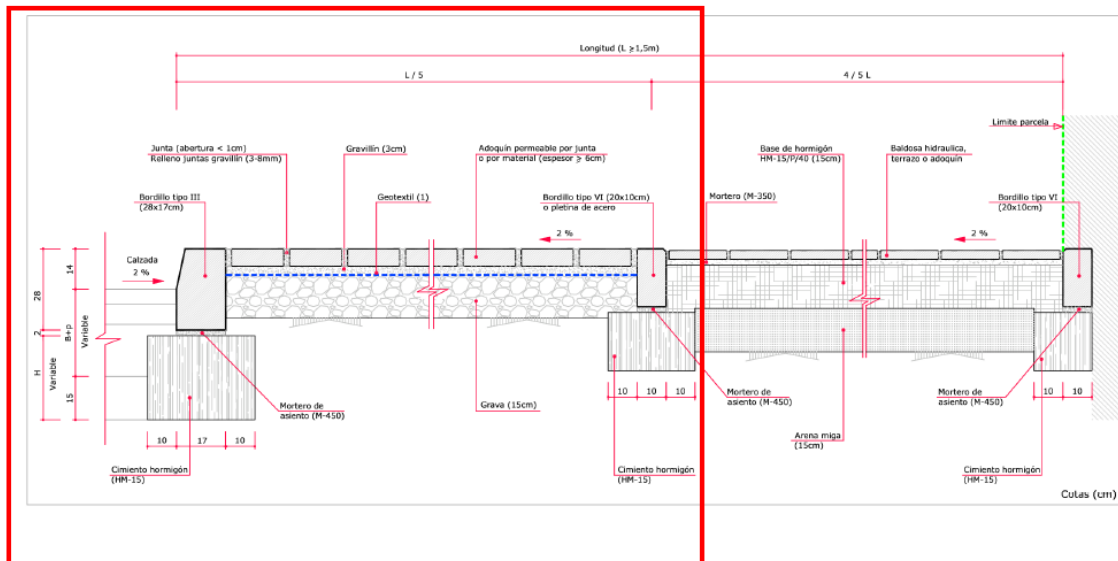 Longitud (L ≥1,5m)
L / 5
4 / 5 L
Limite parcela
Junta (abertura < 1cm)
Relleno juntas gravillín (3-8mm)
Gravillín (3cm)
Adoquín permeable por junta
o por material (espesor ≥ 6cm)
Base de hormigón
HM-15/P/40 (15cm)
Baldosa hidraulica,
terrazo o adoquín
Bordillo tipo III
(28x17cm)
Geotextil (1)
Bordillo tipo VI (20x10cm)
o pletina de acero
Mortero (M-350)
Bordillo tipo VI
(20x10cm)
2 %
2 %
Calzada
2 %
14
28
2
B+p
Variable
H
Variable
15
10
17
10
Mortero de
asiento (M-450)
Grava (15cm)
10
10
10
Mortero de
asiento (M-450)
Mortero de
asiento (M-450)
10
10
Arena miga
(15cm)
Cimiento hormigón
(HM-15)
Cimiento hormigón
(HM-15)
Cimiento hormigón
(HM-15)
Cotas (cm)